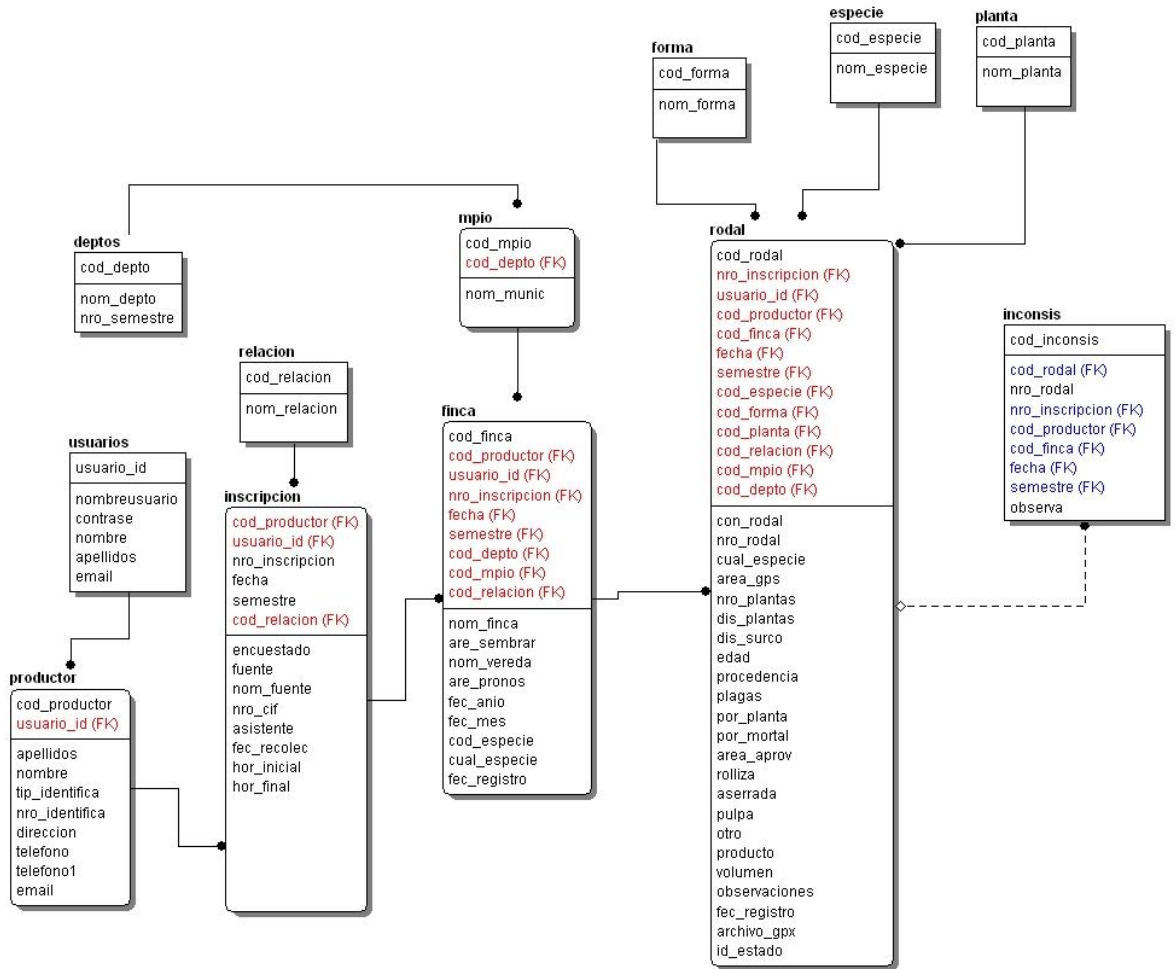 especie
cod_especie
nom_especie
planta
cod_planta
nom_planta
forma
cod_forma
nom_forma
deptos
cod_depto
nom_depto
nro_semestre
mpio
cod_mpio
cod_depto (FK)
nom_munic
relacion
cod_relacion
nom_relacion
usuarios
usuario_id
nombreusuario
contrase
nombre
apellidos
email
productor
cod_productor
usuario_id (FK)
apellidos
nombre
tip_identifica
nro_identifica
direccion
telefono
telefono1
email
inscripcion
cod_productor (FK)
usuario_id (FK)
nro_inscripcion
fecha
semestre
cod_relacion (FK)
encuestado
fuente
nom_fuente
nro_cif
asistente
fec_recolec
hor_inicial
hor_final
finca
cod_finca
cod_productor (FK)
usuario_id (FK)
nro_inscripcion (FK)
fecha (FK)
semestre (FK)
cod_depto (FK)
cod_mpio (FK)
cod_relacion (FK)
nom_finca
are_sembrar
nom_vereda
are_pronos
fec_anio
fec_mes
cod_especie
cual_especie
fec_registro
rodal
cod_rodal
nro_inscripcion (FK)
usuario_id (FK)
cod_productor (FK)
cod_finca (FK)
fecha (FK)
semestre (FK)
cod_especie (FK)
cod_forma (FK)
cod_planta (FK)
cod_relacion (FK)
cod_mpio (FK)
cod_depto (FK)
con_rodal
nro_rodal
cual_especie
area_gps
nro_plantas
dis_plantas
dis_surco
edad
procedencia
plagas
por_planta
por_mortal
area_aprov
rolliza
aserrada
pulpa
otro
producto
volumen
observaciones
fec_registro
archivo_gpx
id_estado
inconsis
cod_inconsis
cod_rodal (FK)
nro_rodal
nro_inscripcion (FK)
cod_productor (FK)
cod_finca (FK)
fecha (FK)
semestre (FK)
observa